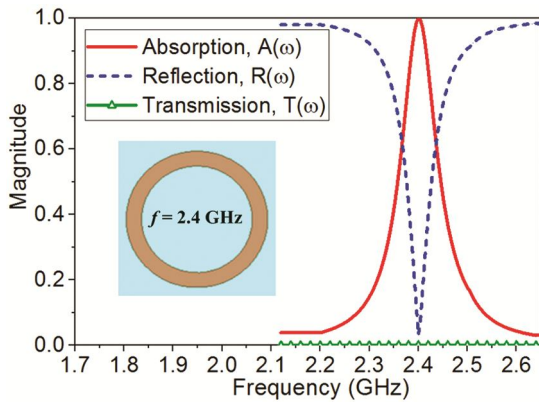 1.0
0.8
0.6
0.4
0.2
0.0
Magnitude
Absorption, A(ω)
Reflection, R(ω)
Transmission, T(ω)
f = 2.4 GHz
1.7 1.8 1.9 2.0 2.1 2.2 2.3 2.4 2.5 2.6
Frequency (GHz)